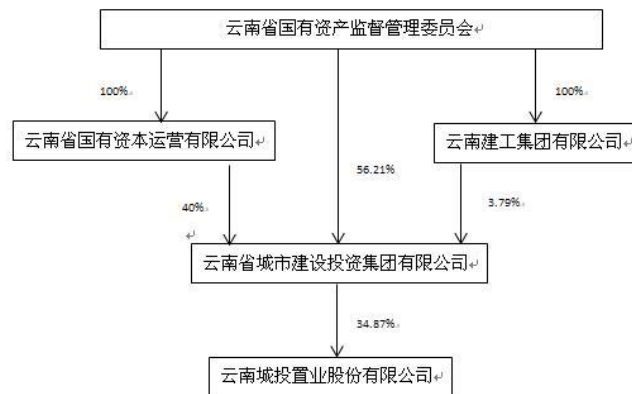 云南省国有资产监督管理委员会
100%
100%
云南省国有资本运营有限公司
云南建工集团有限公司
56.21%
40%
3.79%
云南省城市建设投资集团有限公司
34.87%
云南城投置业股份有限公司